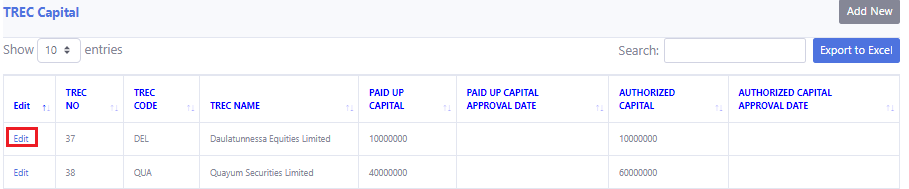 TREC Capital Add New
Show 10 entries Search: Export to Excel
Edit TREC NO TREC CODE TREC NAME PAID UP CAPITAL PAID UP CAPITAL APPROVAL DATE AUTHORIZED CAPITAL AUTHORIZED CAPITAL APPROVAL DATE
Edit 37 DEL Daulatunnessa Equities Limited 10000000 10000000
Edit 38 QUA Quayum Securities Limited 40000000 60000000